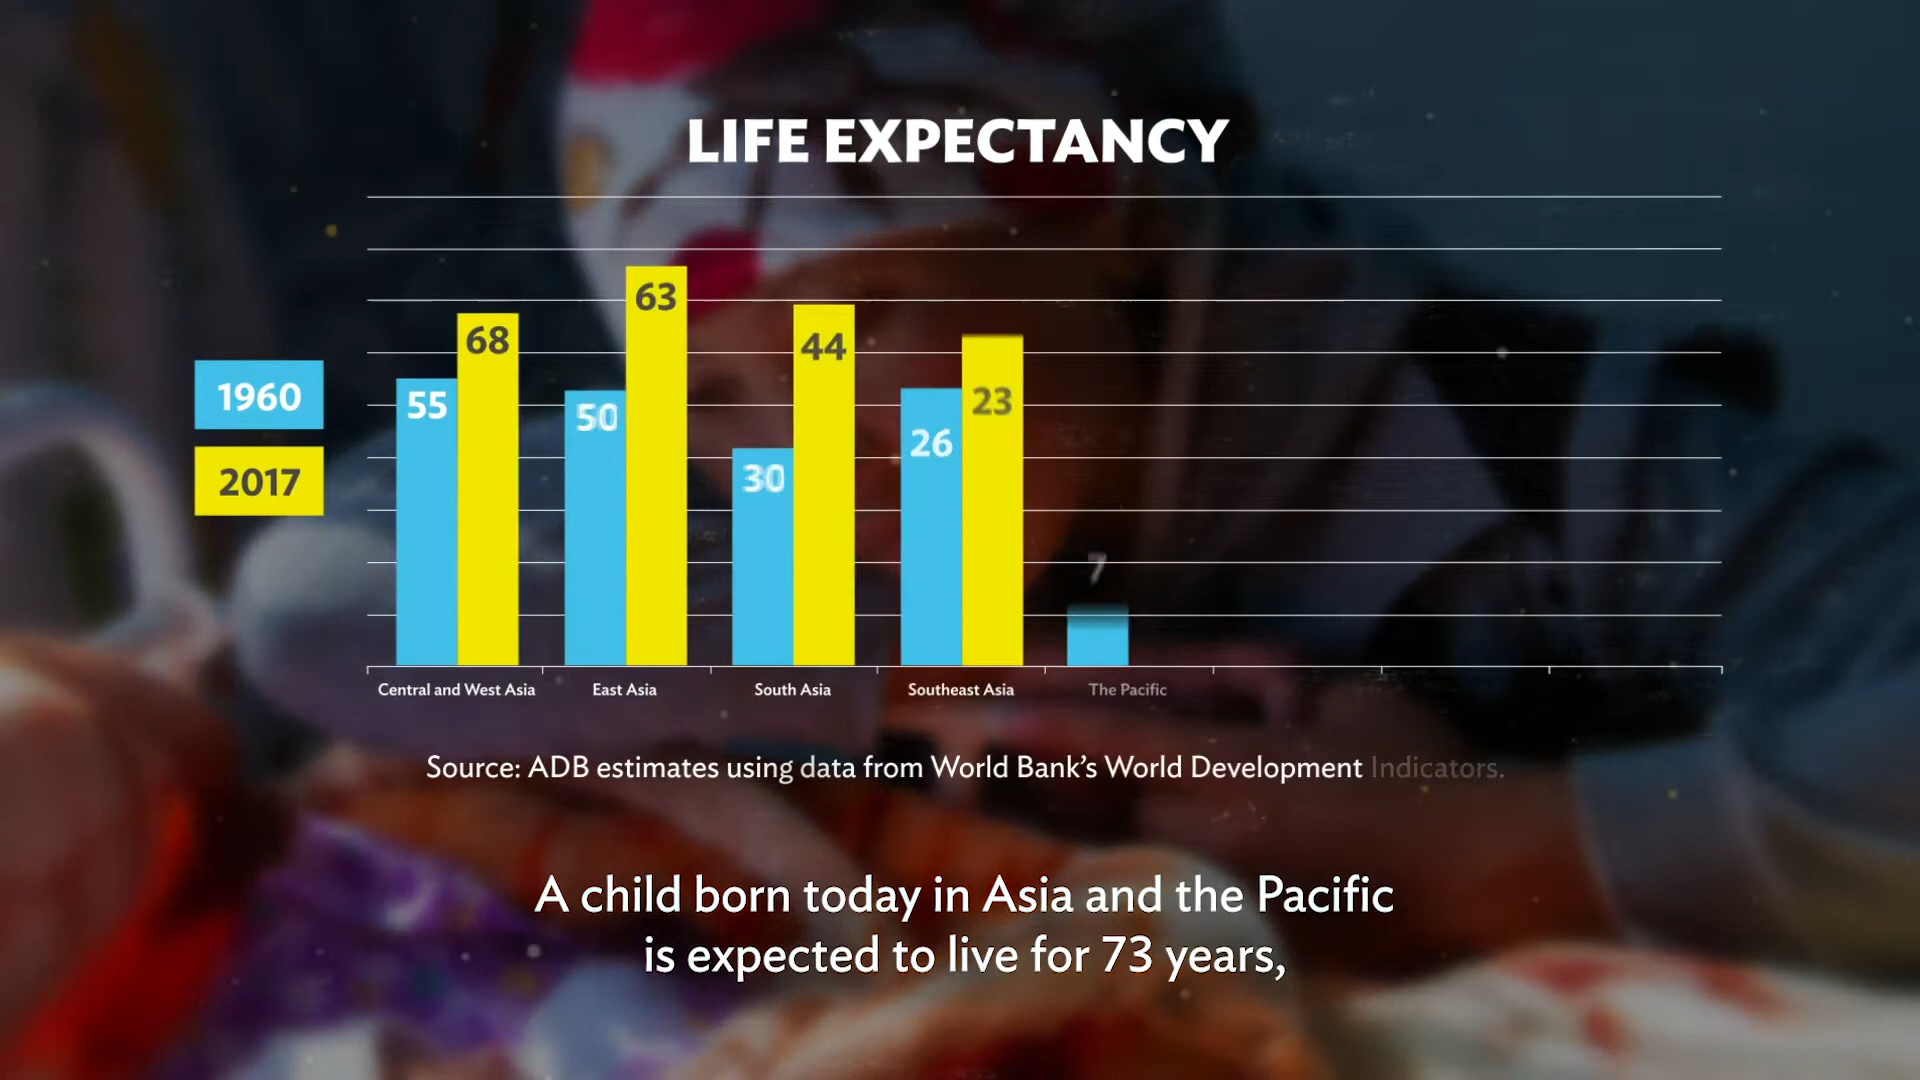 LIFE EXPECTANCY
1960
2017
55
68
50
63
30
44
26
23
7
Central and West Asia
East Asia
South Asia
Southeast Asia
The Pacific
Source: ADB estimates using data from World Bank's World Development Indicators.
A child born today in Asia and the Pacific
is expected to live for 73 years,